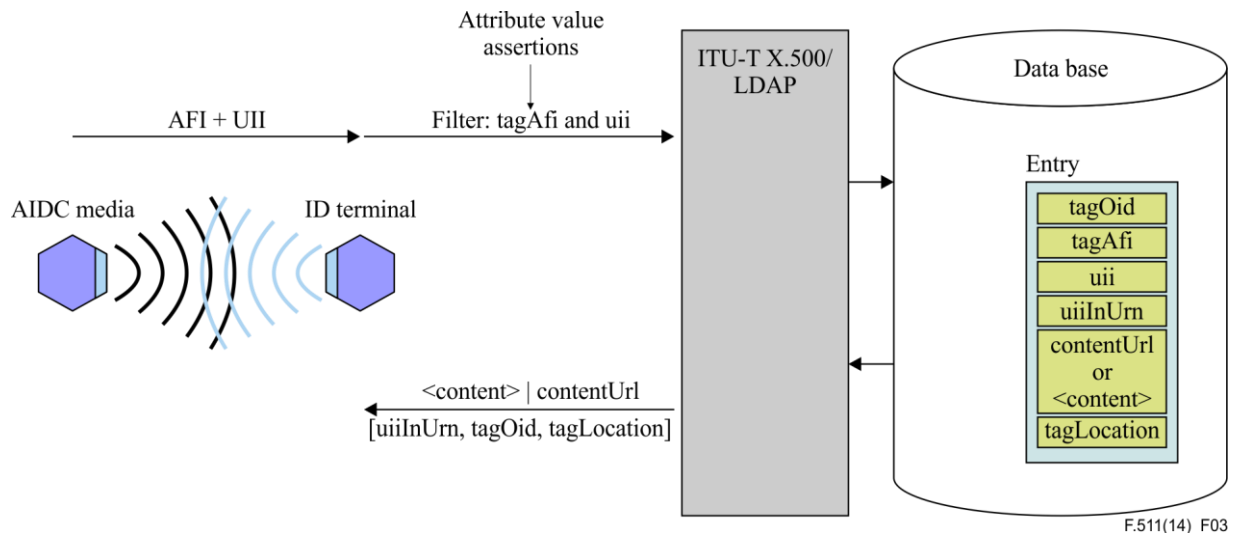 Attribute value
assertions
AFI + UII
Filter: tagAfi and uii
AIDC media
ID terminal
<content> | contentUrl
[uiiInUrn, tagOid, tagLocation]
ITU-T X.500/
LDAP
Data base
Entry
tagOid
tagAfi
uii
uiiInUrn
contentUrl
or
<content>
tagLocation
F.511(14)_F03